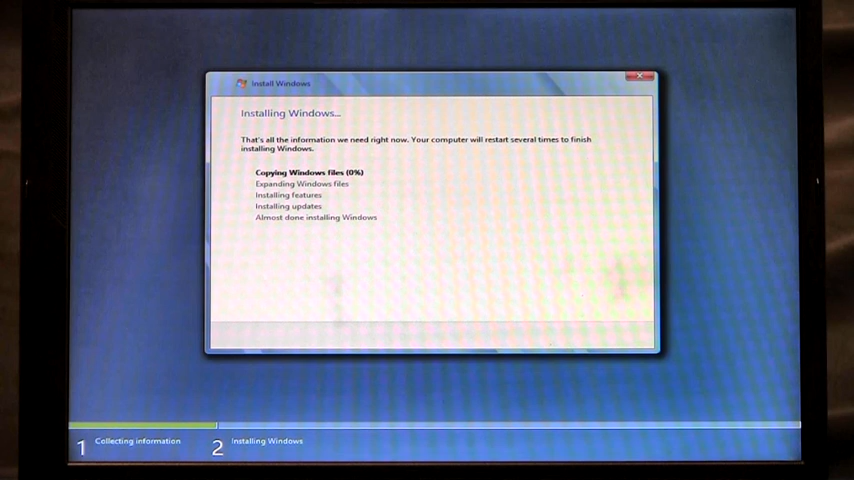 Install Windows
Installing Windows...
That's all the information we need right now. Your computer will restart several times to finish
installing Windows.
Copying Windows files (0%)
Expanding Windows files
Installing features
Installing updates
Almost done installing Windows
1 Collecting information
2 Installing Windows